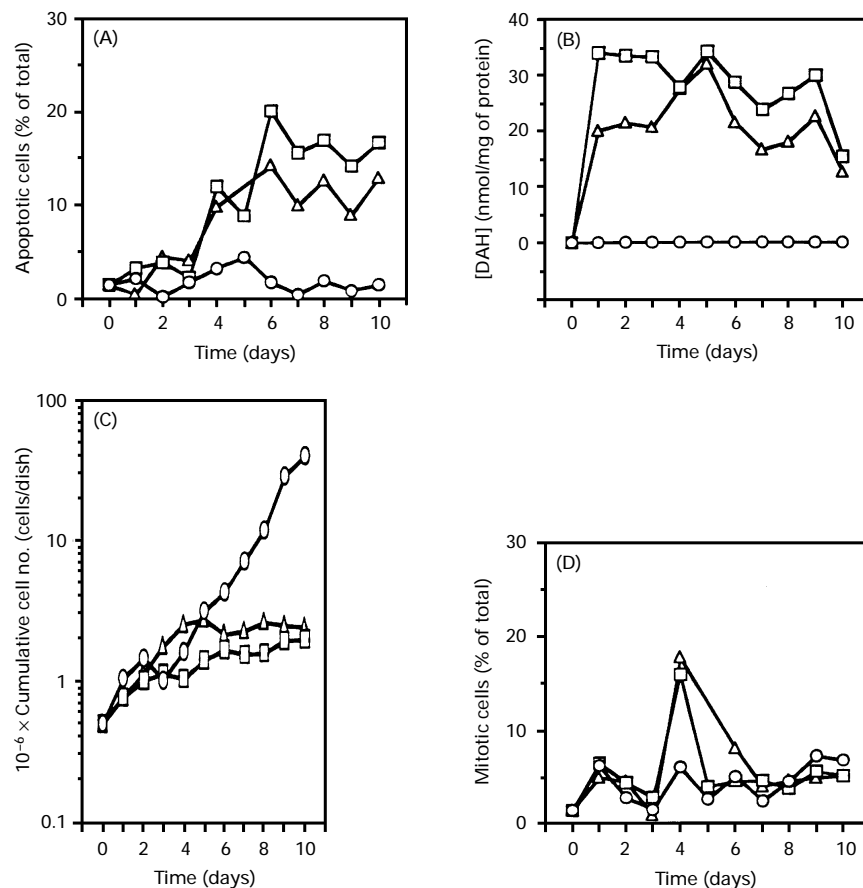 (A)
Apoptotic cells (% of total)
30
20
10
0
0 2 4 6 8 10
Time (days)
(B)
[DAH] (nmol/mg of protein)
40
30
20
10
0
0 2 4 6 8 10
Time (days)
(C)
10⁻⁶ × Cumulative cell no. (cells/dish)
100
10
1
0.1
0 2 4 6 8 10
Time (days)
(D)
Mitotic cells (% of total)
30
20
10
0
0 2 4 6 8 10
Time (days)